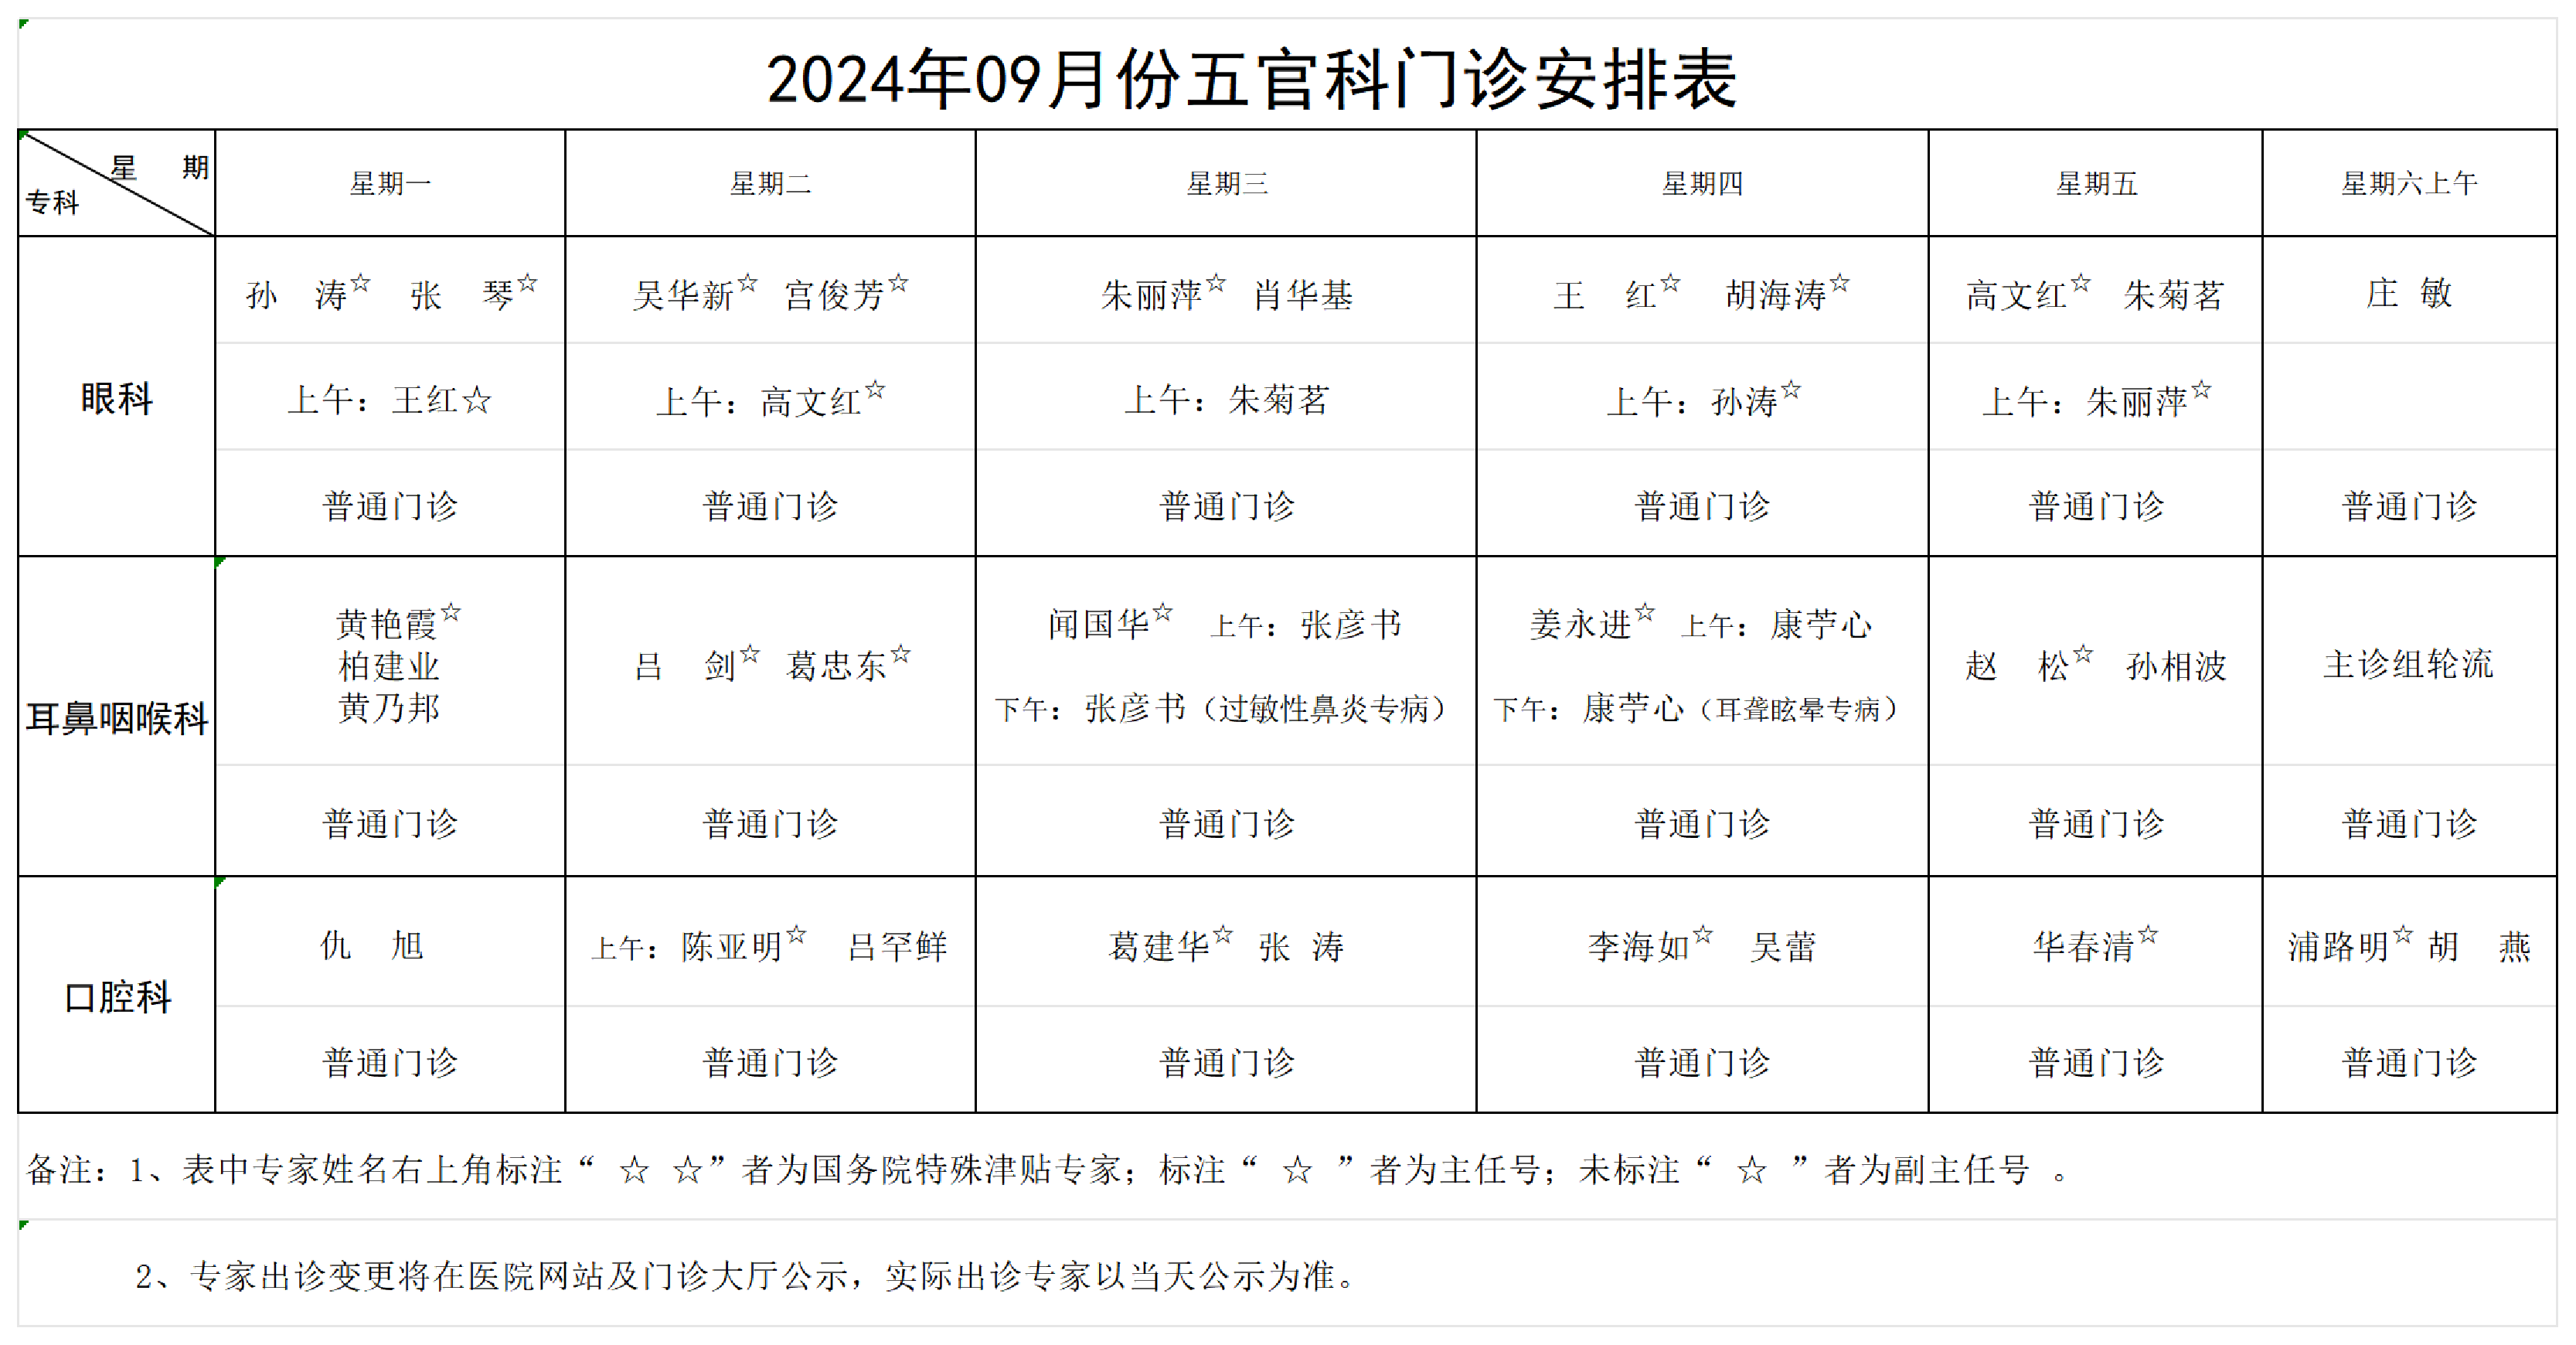 2024年09月份五官科门诊安排表
星 期
专科
星期一 星期二 星期三 星期四 星期五 星期六上午
眼科
孙 涛☆ 张 琴☆ 吴华新☆ 宫俊芳☆ 朱丽萍☆ 肖华基 王 红☆ 胡海涛☆ 高文红☆ 朱菊茗 庄 敏
上午：王红☆ 上午：高文红☆ 上午：朱菊茗 上午：孙涛☆ 上午：朱丽萍☆
普通门诊 普通门诊 普通门诊 普通门诊 普通门诊 普通门诊
耳鼻咽喉科
黄艳霞☆
柏建业
黄乃邦
吕 剑☆ 葛忠东☆
闻国华☆ 上午：张彦书
下午：张彦书（过敏性鼻炎专病）
姜永进☆ 上午：康苧心
下午：康苧心（耳聋眩晕专病）
赵 松☆ 孙相波
主诊组轮流
普通门诊 普通门诊 普通门诊 普通门诊 普通门诊 普通门诊
口腔科
仇 旭 上午：陈亚明☆ 吕罕鲜 葛建华☆ 张 涛 李海如☆ 吴蕾 华春清☆ 浦路明☆ 胡 燕
普通门诊 普通门诊 普通门诊 普通门诊 普通门诊 普通门诊
备注：1、表中专家姓名右上角标注“ ☆ ☆”者为国务院特殊津贴专家；标注“ ☆ ”者为主任号；未标注“ ☆ ”者为副主任号 。
2、专家出诊变更将在医院网站及门诊大厅公示，实际出诊专家以当天公示为准。